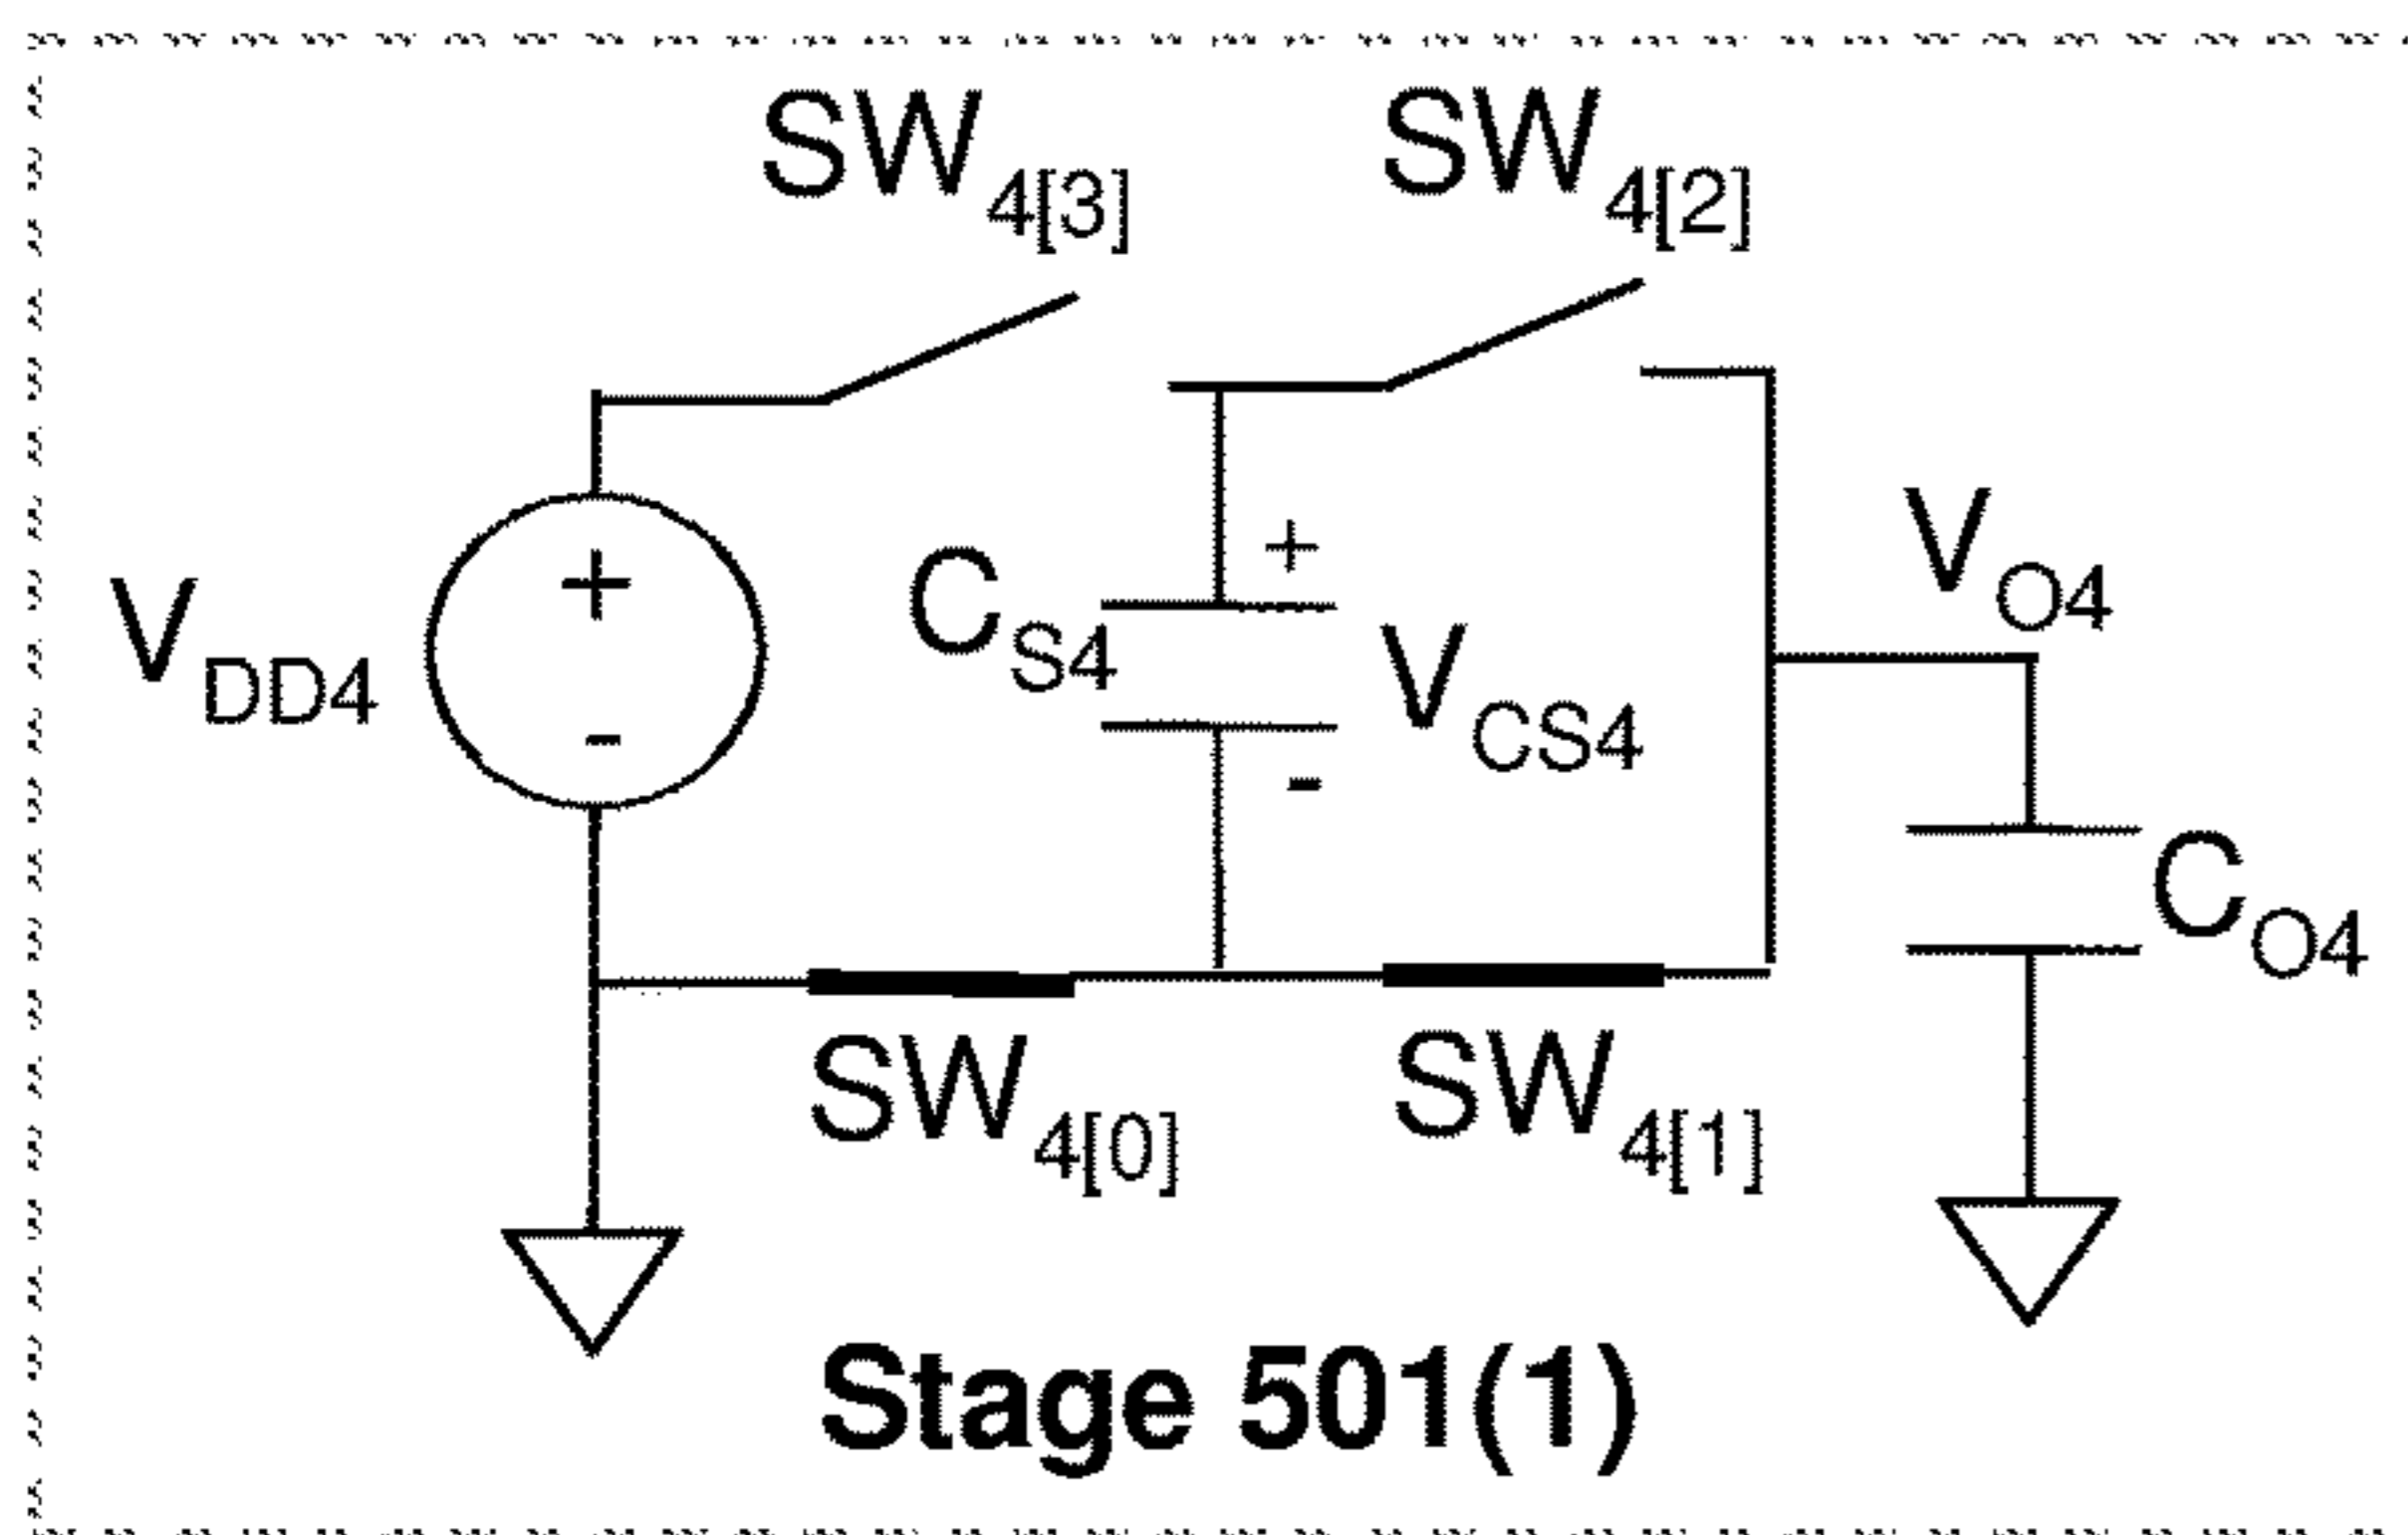 SW4[3] SW4[2]
+
+
-
-
VDD4
CS4
VCS4
VO4
CO4
SW4[0] SW4[1]
Stage 501(1)